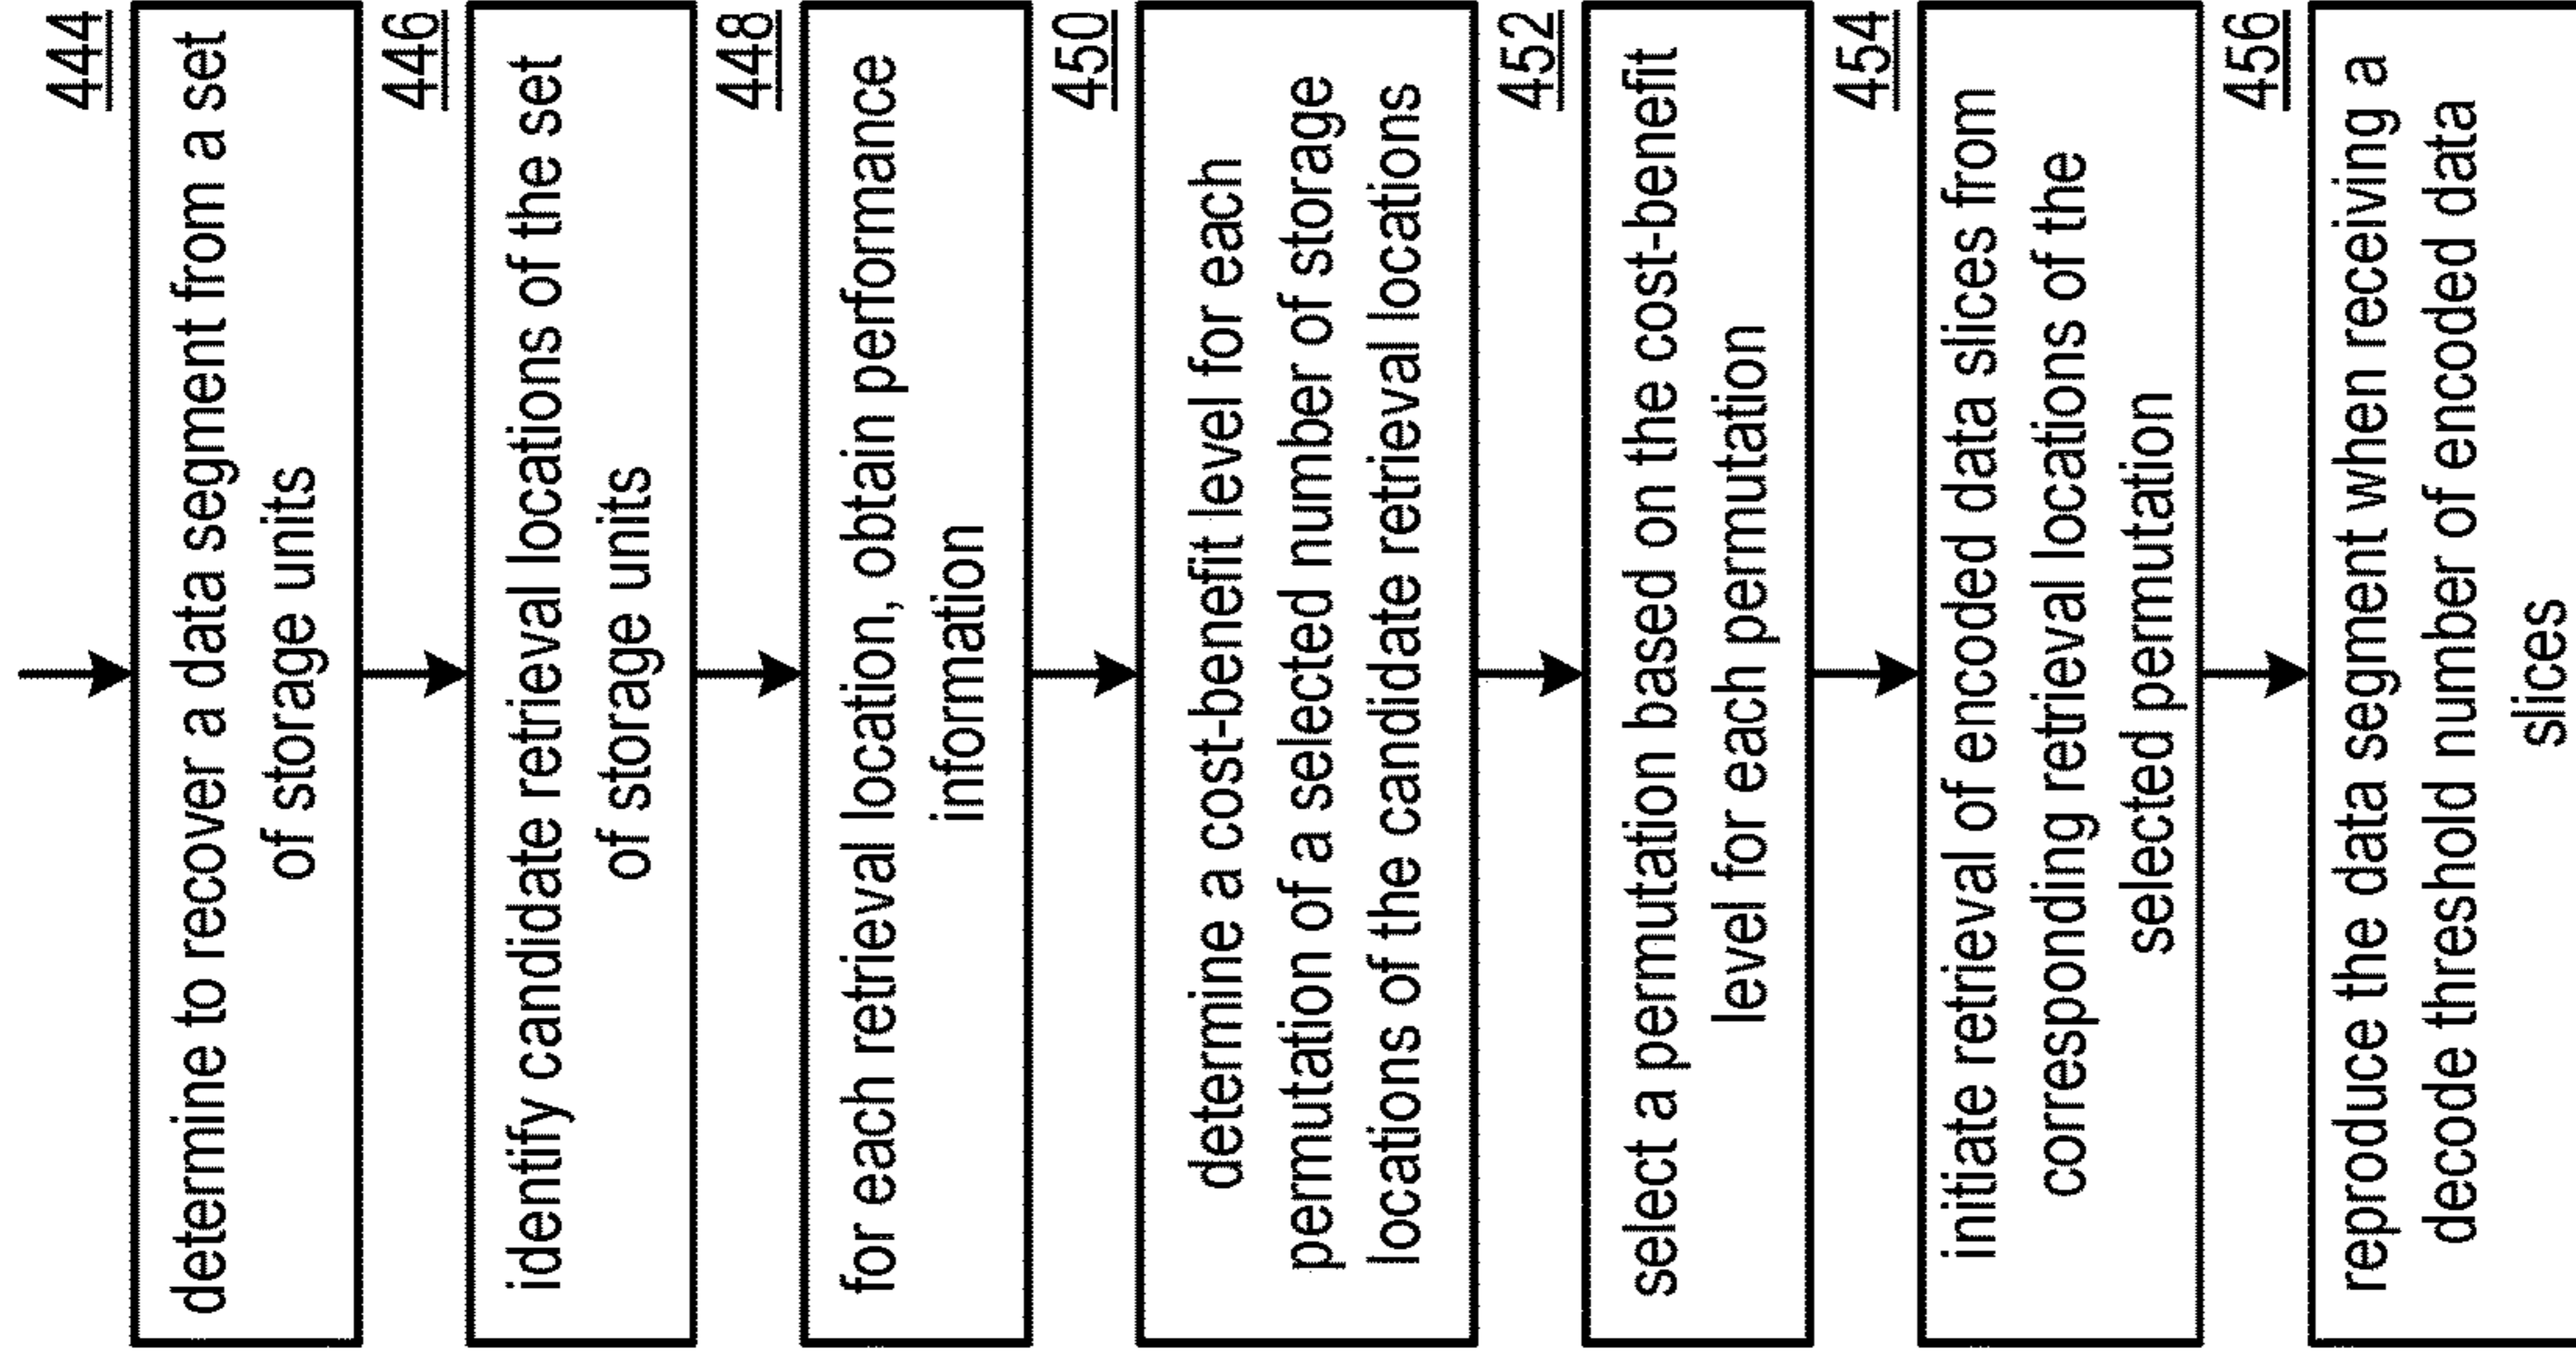 444
determine to recover a data segment from a set
of storage units
446
identify candidate retrieval locations of the set
of storage units
448
for each retrieval location, obtain performance
information
450
determine a cost-benefit level for each
permutation of a selected number of storage
locations of the candidate retrieval locations
452
select a permutation based on the cost-benefit
level for each permutation
454
initiate retrieval of encoded data slices from
corresponding retrieval locations of the
selected permutation
456
reproduce the data segment when receiving a
decode threshold number of encoded data
slices